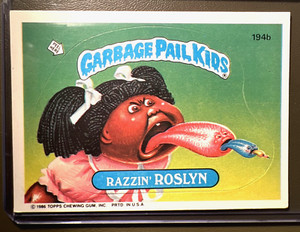 194b
GARBAGE PAIL KIDS
RAZZIN' ROSLYN
© 1986 TOPPS CHEWING GUM, INC. PRTD. IN U.S.A.